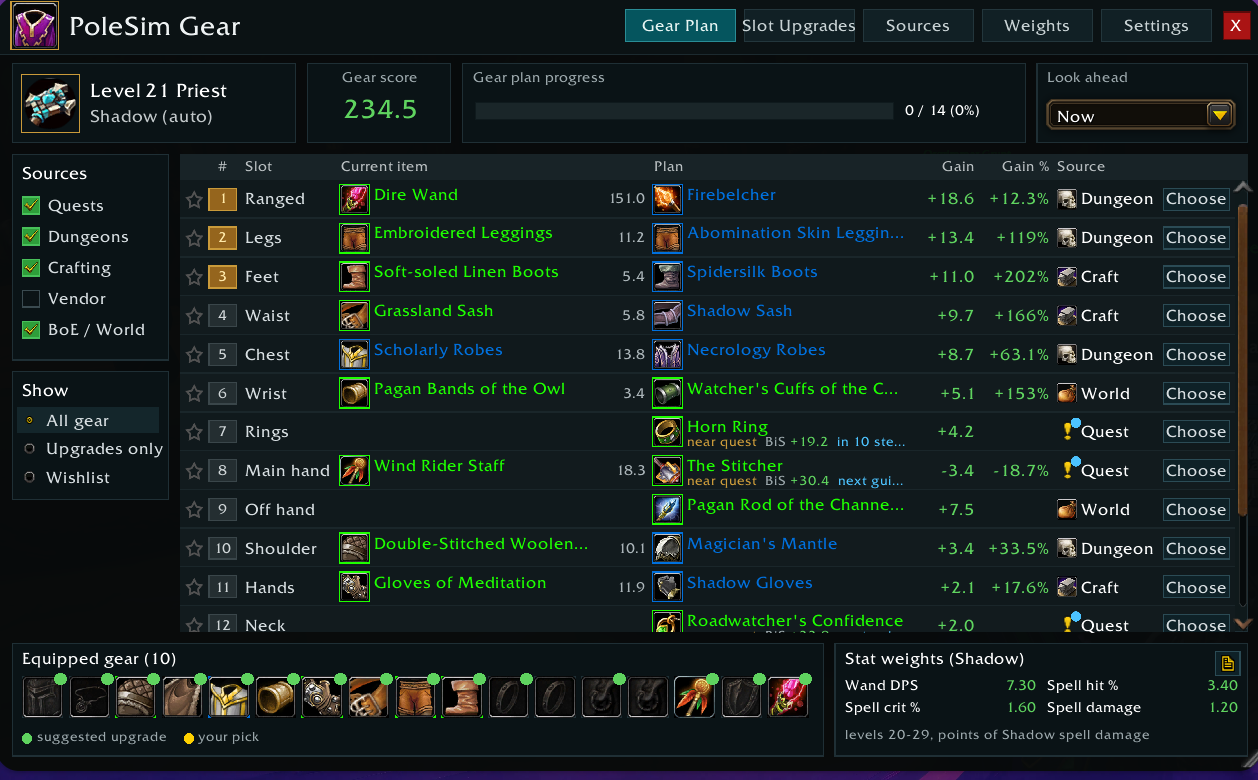 PoleSim Gear
Gear Plan
Slot Upgrades
Sources
Weights
Settings
X
Level 21 Priest
Shadow (auto)
Gear score
234.5
Gear plan progress
0 / 14 (0%)
Look ahead
Now
Sources
Quests
Dungeons
Crafting
Vendor
BoE / World
Show
All gear
Upgrades only
Wishlist
# Slot Current item Plan Gain Gain % Source
1 Ranged Dire Wand 151.0 Firebelcher +18.6 +12.3% Dungeon Choose
2 Legs Embroidered Leggings 11.2 Abomination Skin Leggin... +13.4 +119% Dungeon Choose
3 Feet Soft-soled Linen Boots 5.4 Spidersilk Boots +11.0 +202% Craft Choose
4 Waist Grassland Sash 5.8 Shadow Sash +9.7 +166% Craft Choose
5 Chest Scholarly Robes 13.8 Necrology Robes +8.7 +63.1% Dungeon Choose
6 Wrist Pagan Bands of the Owl 3.4 Watcher's Cuffs of the C... +5.1 +153% World Choose
7 Rings Horn Ring +4.2 Quest Choose
near quest BiS +19.2 in 10 ste...
8 Main hand Wind Rider Staff 18.3 The Stitcher -3.4 -18.7% Quest Choose
near quest BiS +30.4 next gui...
9 Off hand Pagan Rod of the Channe... +7.5 World Choose
10 Shoulder Double-Stitched Woolen... 10.1 Magician's Mantle +3.4 +33.5% Dungeon Choose
11 Hands Gloves of Meditation 11.9 Shadow Gloves +2.1 +17.6% Craft Choose
12 Neck Roadwatcher's Confidence +2.0 Quest Choose
Equipped gear (10)
suggested upgrade
your pick
Stat weights (Shadow)
Wand DPS 7.30 Spell hit % 3.40
Spell crit % 1.60 Spell damage 1.20
levels 20-29, points of Shadow spell damage